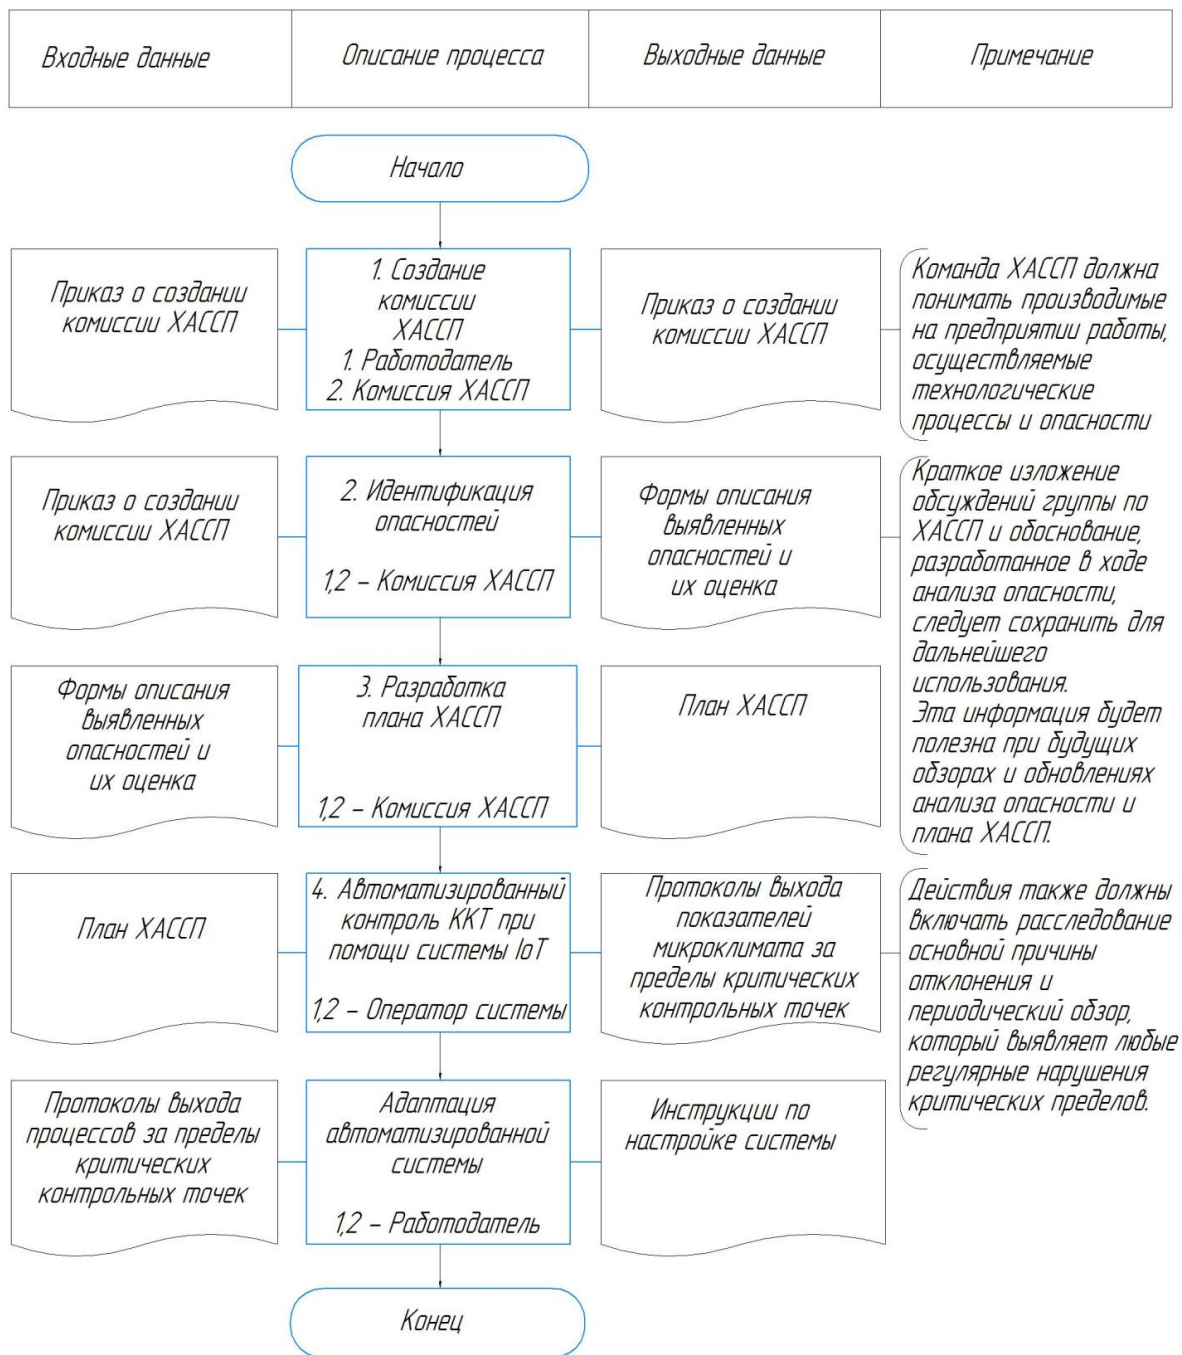 Входные данные
Описание процесса
Выходные данные
Примечание
Начало
Приказ о создании
комиссии ХАССП
1. Создание
комиссии
ХАССП
1. Работодатель
2. Комиссия ХАССП
Приказ о создании
комиссии ХАССП
Команда ХАССП должна
понимать производимые
на предприятии работы,
осуществляемые
технологические
процессы и опасности
Приказ о создании
комиссии ХАССП
2. Идентификация
опасностей
1,2 – Комиссия ХАССП
Формы описания
выявленных
опасностей и
их оценка
Краткое изложение
обсуждений группы по
ХАССП и обоснование,
разработанное в ходе
анализа опасности,
следует сохранить для
дальнейшего
использования.
Эта информация будет
полезна при будущих
обзорах и обновлениях
анализа опасности и
плана ХАССП.
Формы описания
выявленных
опасностей и
их оценка
3. Разработка
плана ХАССП
1,2 – Комиссия ХАССП
План ХАССП
План ХАССП
4. Автоматизированный
контроль ККТ при
помощи системы IoT
1,2 – Оператор системы
Протоколы выхода
показателей
микроклимата за
пределы критических
контрольных точек
Действия также должны
включать расследование
основной причины
отклонения и
периодический обзор,
который выявляет любые
регулярные нарушения
критических пределов.
Протоколы выхода
процессов за пределы
критических
контрольных точек
Адаптация
автоматизированной
системы
1,2 – Работодатель
Инструкции по
настройке системы
Конец